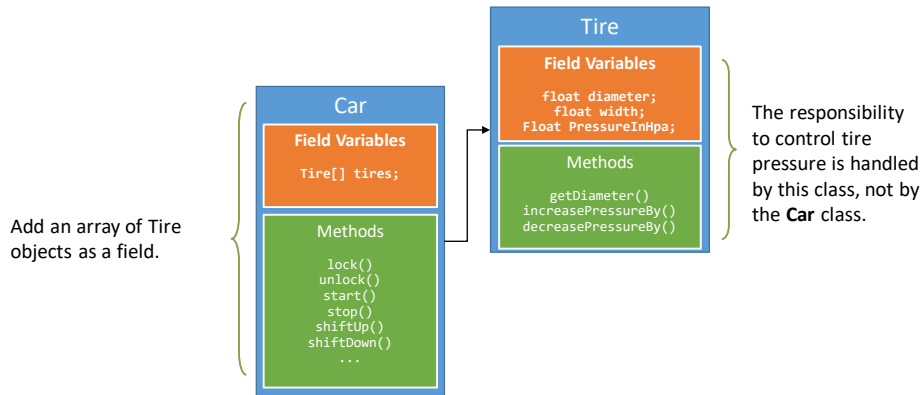 Add an array of Tire
objects as a field.
Car
Field Variables
Tire[] tires;
Methods
lock()
unlock()
start()
stop()
shiftUp()
shiftDown()
...
Tire
Field Variables
float diameter;
float width;
Float PressureInHpa;
Methods
getDiameter()
increasePressureBy()
decreasePressureBy()
The responsibility
to control tire
pressure is handled
by this class, not by
the Car class.